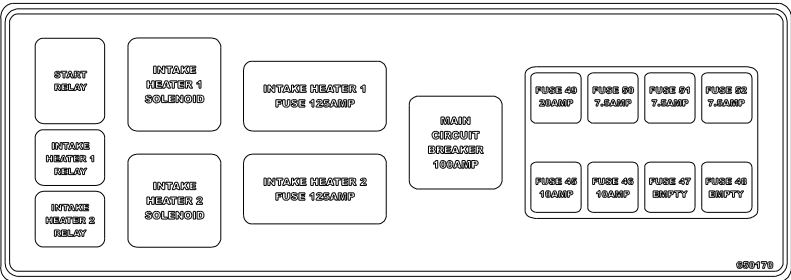 START
RELAY
INTAKE
HEATER 1
RELAY
INTAKE
HEATER 2
RELAY
INTAKE
HEATER 1
SOLENOID
INTAKE
HEATER 2
SOLENOID
INTAKE HEATER 1
FUSE 125AMP
INTAKE HEATER 2
FUSE 125AMP
MAIN
CIRCUIT
BREAKER
100AMP
FUSE 49
20AMP
FUSE 50
7.5AMP
FUSE 51
7.5AMP
FUSE 52
7.5AMP
FUSE 45
10AMP
FUSE 46
10AMP
FUSE 47
EMPTY
FUSE 48
EMPTY
650170